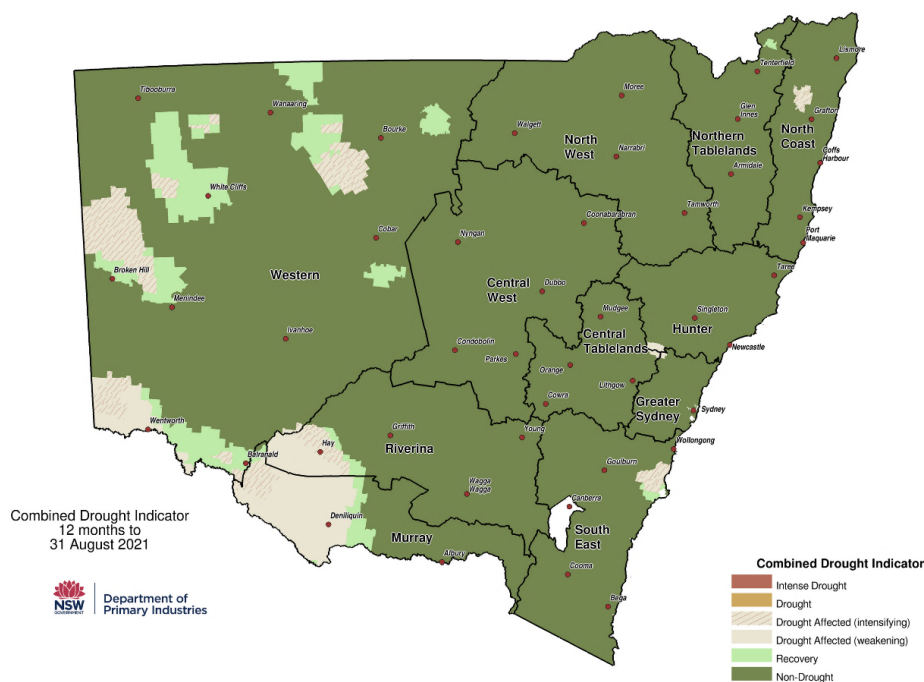 Tibooburra
Wanaaring
Bourke
White Cliffs
Cobar
Western
Broken Hill
Menindee
Ivanhoe
Wentworth
Balranald
Walgett
Moree
North
West
Narrabri
Tamworth
Tenterfield
Glen
Innes
Northern
Tablelands
Armidale
Lismore
Grafton
North
Coast
Coffs
Harbour
Kempsey
Port
Maquarie
Nyngan
Coonabarabran
Central
West
Dubbo
Condobolin
Parkes
Taree
Singleton
Hunter
Newcastle
Mudgee
Central
Tablelands
Orange
Lithgow
Cowra
Greater
Sydney
Sydney
Wollongong
Griffith
Hay
Riverina
Young
Wagga
Wagga
Goulburn
Canberra
South
East
Cooma
Bega
Deniliquin
Murray
Albury
Combined Drought Indicator
12 months to
31 August 2021
NSW
GOVERNMENT
Department of
Primary Industries
Combined Drought Indicator
Intense Drought
Drought
Drought Affected (intensifying)
Drought Affected (weakening)
Recovery
Non-Drought